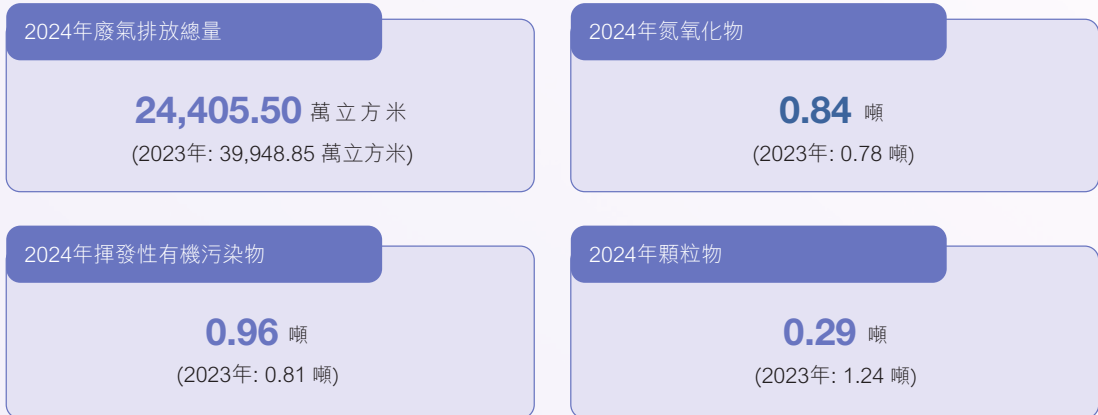 2024年廢氣排放總量
24,405.50 萬立方米
(2023年: 39,948.85 萬立方米)
2024年氮氧化物
0.84 噸
(2023年: 0.78 噸)
2024年揮發性有機污染物
0.96 噸
(2023年: 0.81 噸)
2024年顆粒物
0.29 噸
(2023年: 1.24 噸)